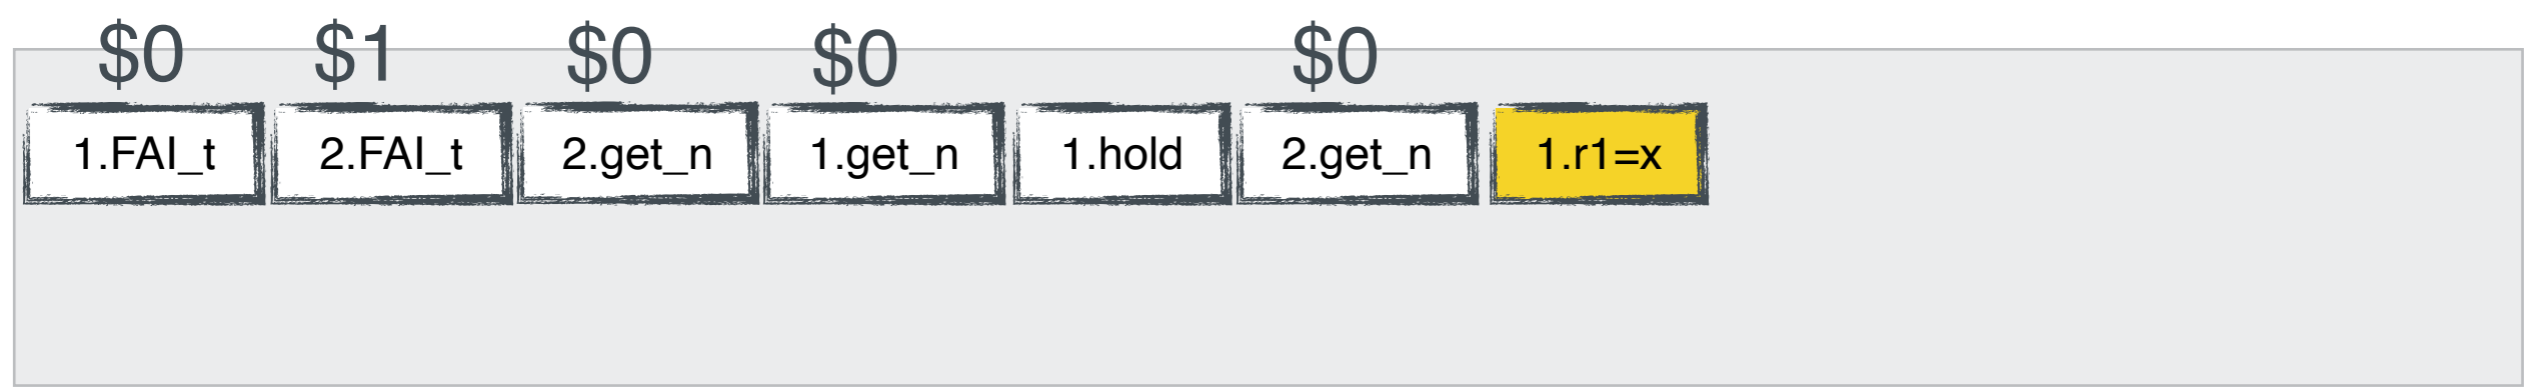 $0 $1 $0 $0 $0
1.FAI_t 2.FAI_t 2.get_n 1.get_n 1.hold 2.get_n 1.r1=x